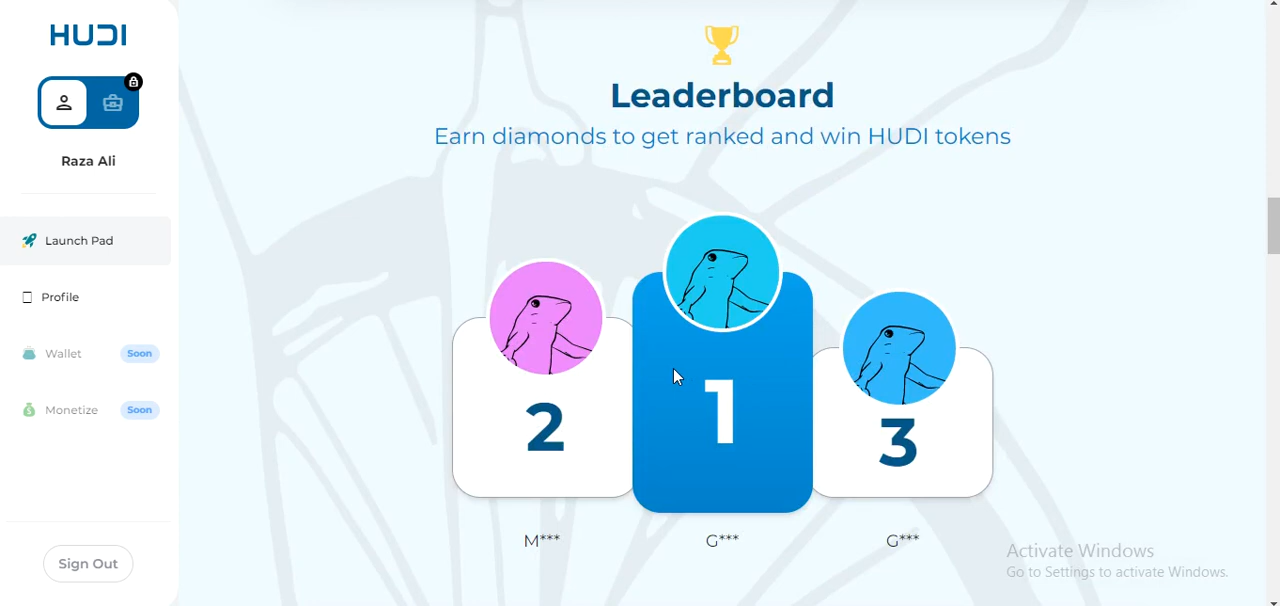 HUDI
Raza Ali
Launch Pad
Profile
Wallet Soon
Monetize Soon
Sign Out
Leaderboard
Earn diamonds to get ranked and win HUDI tokens
2
1
3
M***
G***
G***
Activate Windows
Go to Settings to activate Windows.